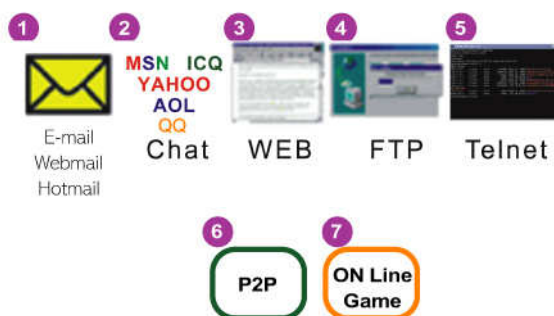 1
2
3
4
5
MSN ICQ
YAHOO
AOL
QQ
E-mail
Webmail
Hotmail
Chat
WEB
FTP
Telnet
6
7
P2P
ON Line
Game